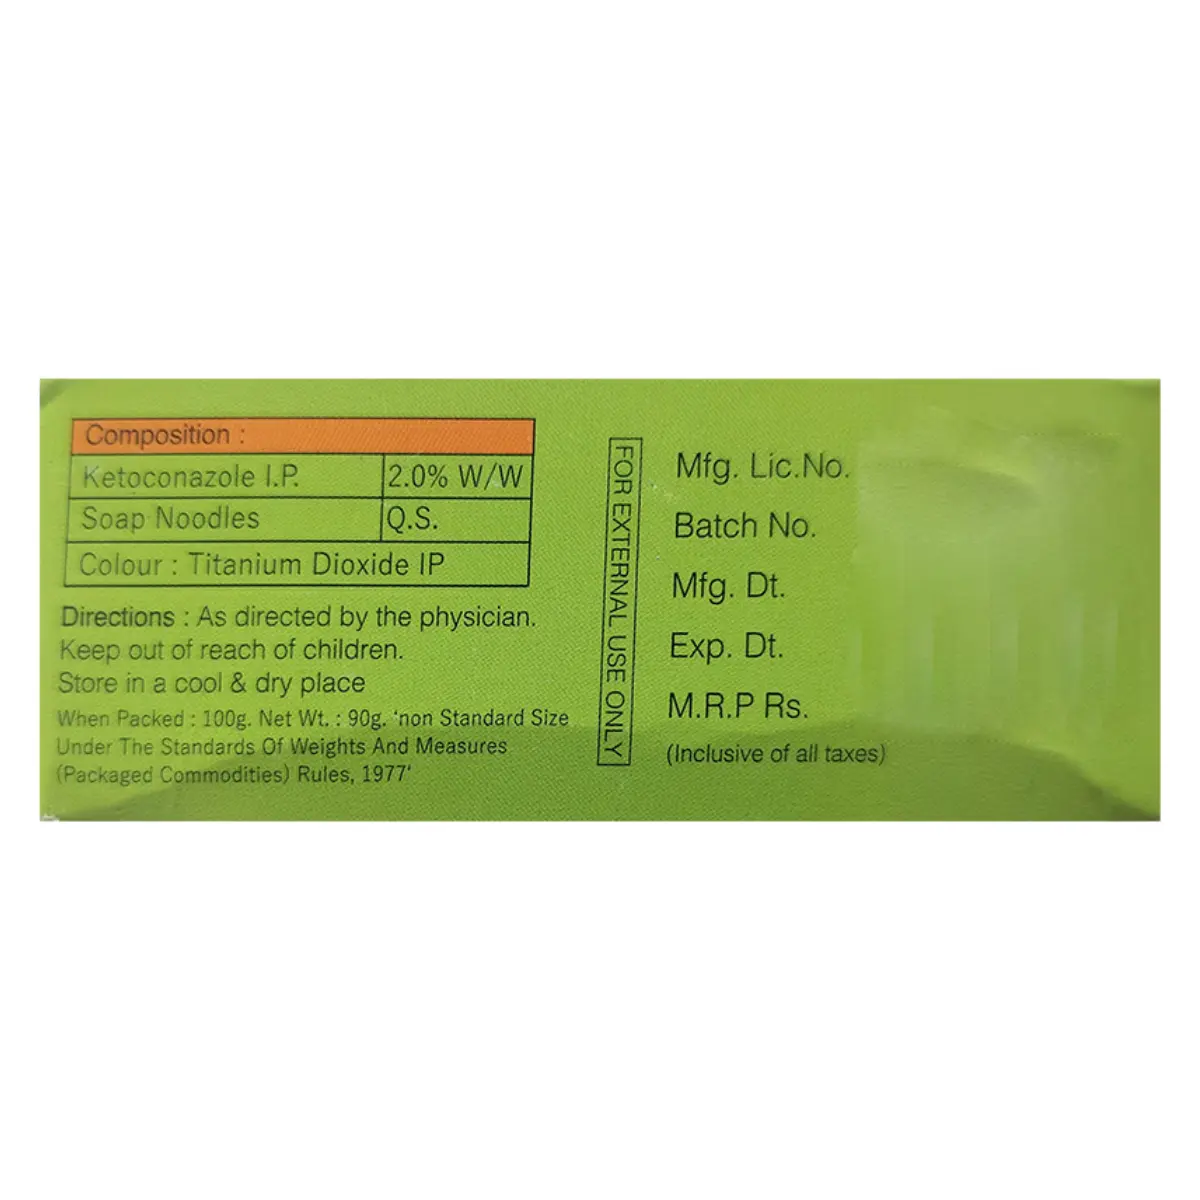 Composition :
Ketoconazole I.P. 2.0% W/W
Soap Noodles Q.S.
Colour : Titanium Dioxide IP
Directions : As directed by the physician.
Keep out of reach of children.
Store in a cool & dry place
When Packed : 100g. Net Wt. : 90g. 'non Standard Size
Under The Standards Of Weights And Measures
(Packaged Commodities) Rules, 1977'
FOR EXTERNAL USE ONLY
Mfg. Lic.No.
Batch No.
Mfg. Dt.
Exp. Dt.
M.R.P Rs.
(Inclusive of all taxes)